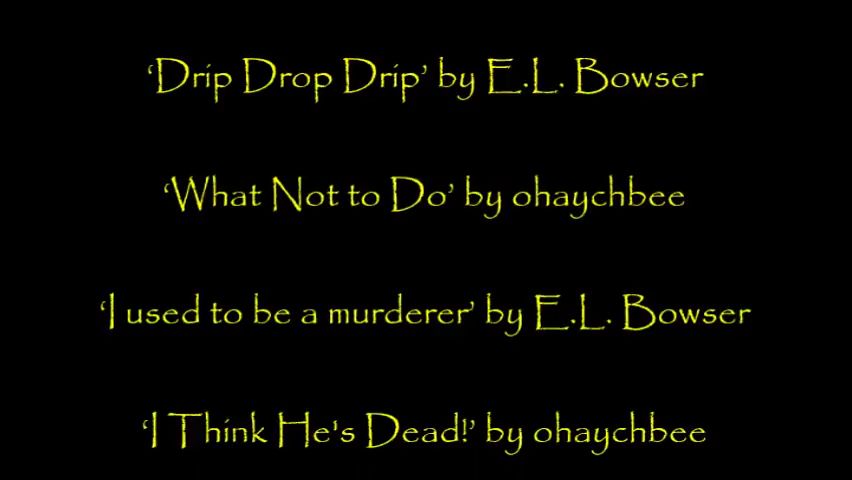 ‘Drip Drop Drip’ by E.L. Bowser
‘What Not to Do’ by ohaychbee
‘I used to be a murderer’ by E.L. Bowser
‘I Think He's Dead!’ by ohaychbee